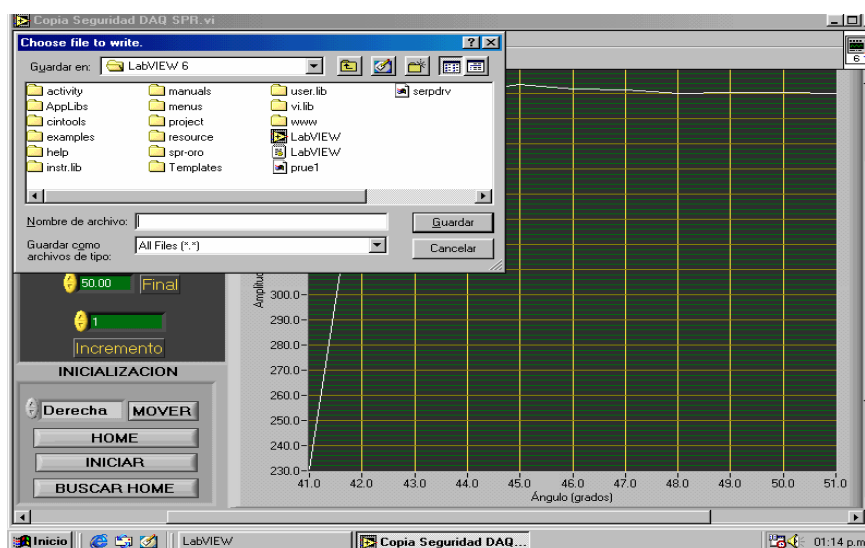 Copia Seguridad DAQ SPR.vi
Choose file to write.
Guardar en: LabVIEW 6
activity manuals user.lib serpdrv
AppLibs menus vi.lib
cintools project www
examples resource LabVIEW
help spr-oro LabVIEW
instr.lib Templates prue1
Nombre de archivo: Guardar
Guardar como archivos de tipo: All Files (*.*) Cancelar
6
50.00 Final
1
Incremento
INICIALIZACION
Derecha MOVER
HOME
INICIAR
BUSCAR HOME
300.0
290.0
280.0
270.0
260.0
250.0
240.0
230.0
41.0 42.0 43.0 44.0 45.0 46.0 47.0 48.0 49.0 50.0 51.0
Ángulo (grados)
Inicio LabVIEW Copia Seguridad DAQ... 01:14 p.m